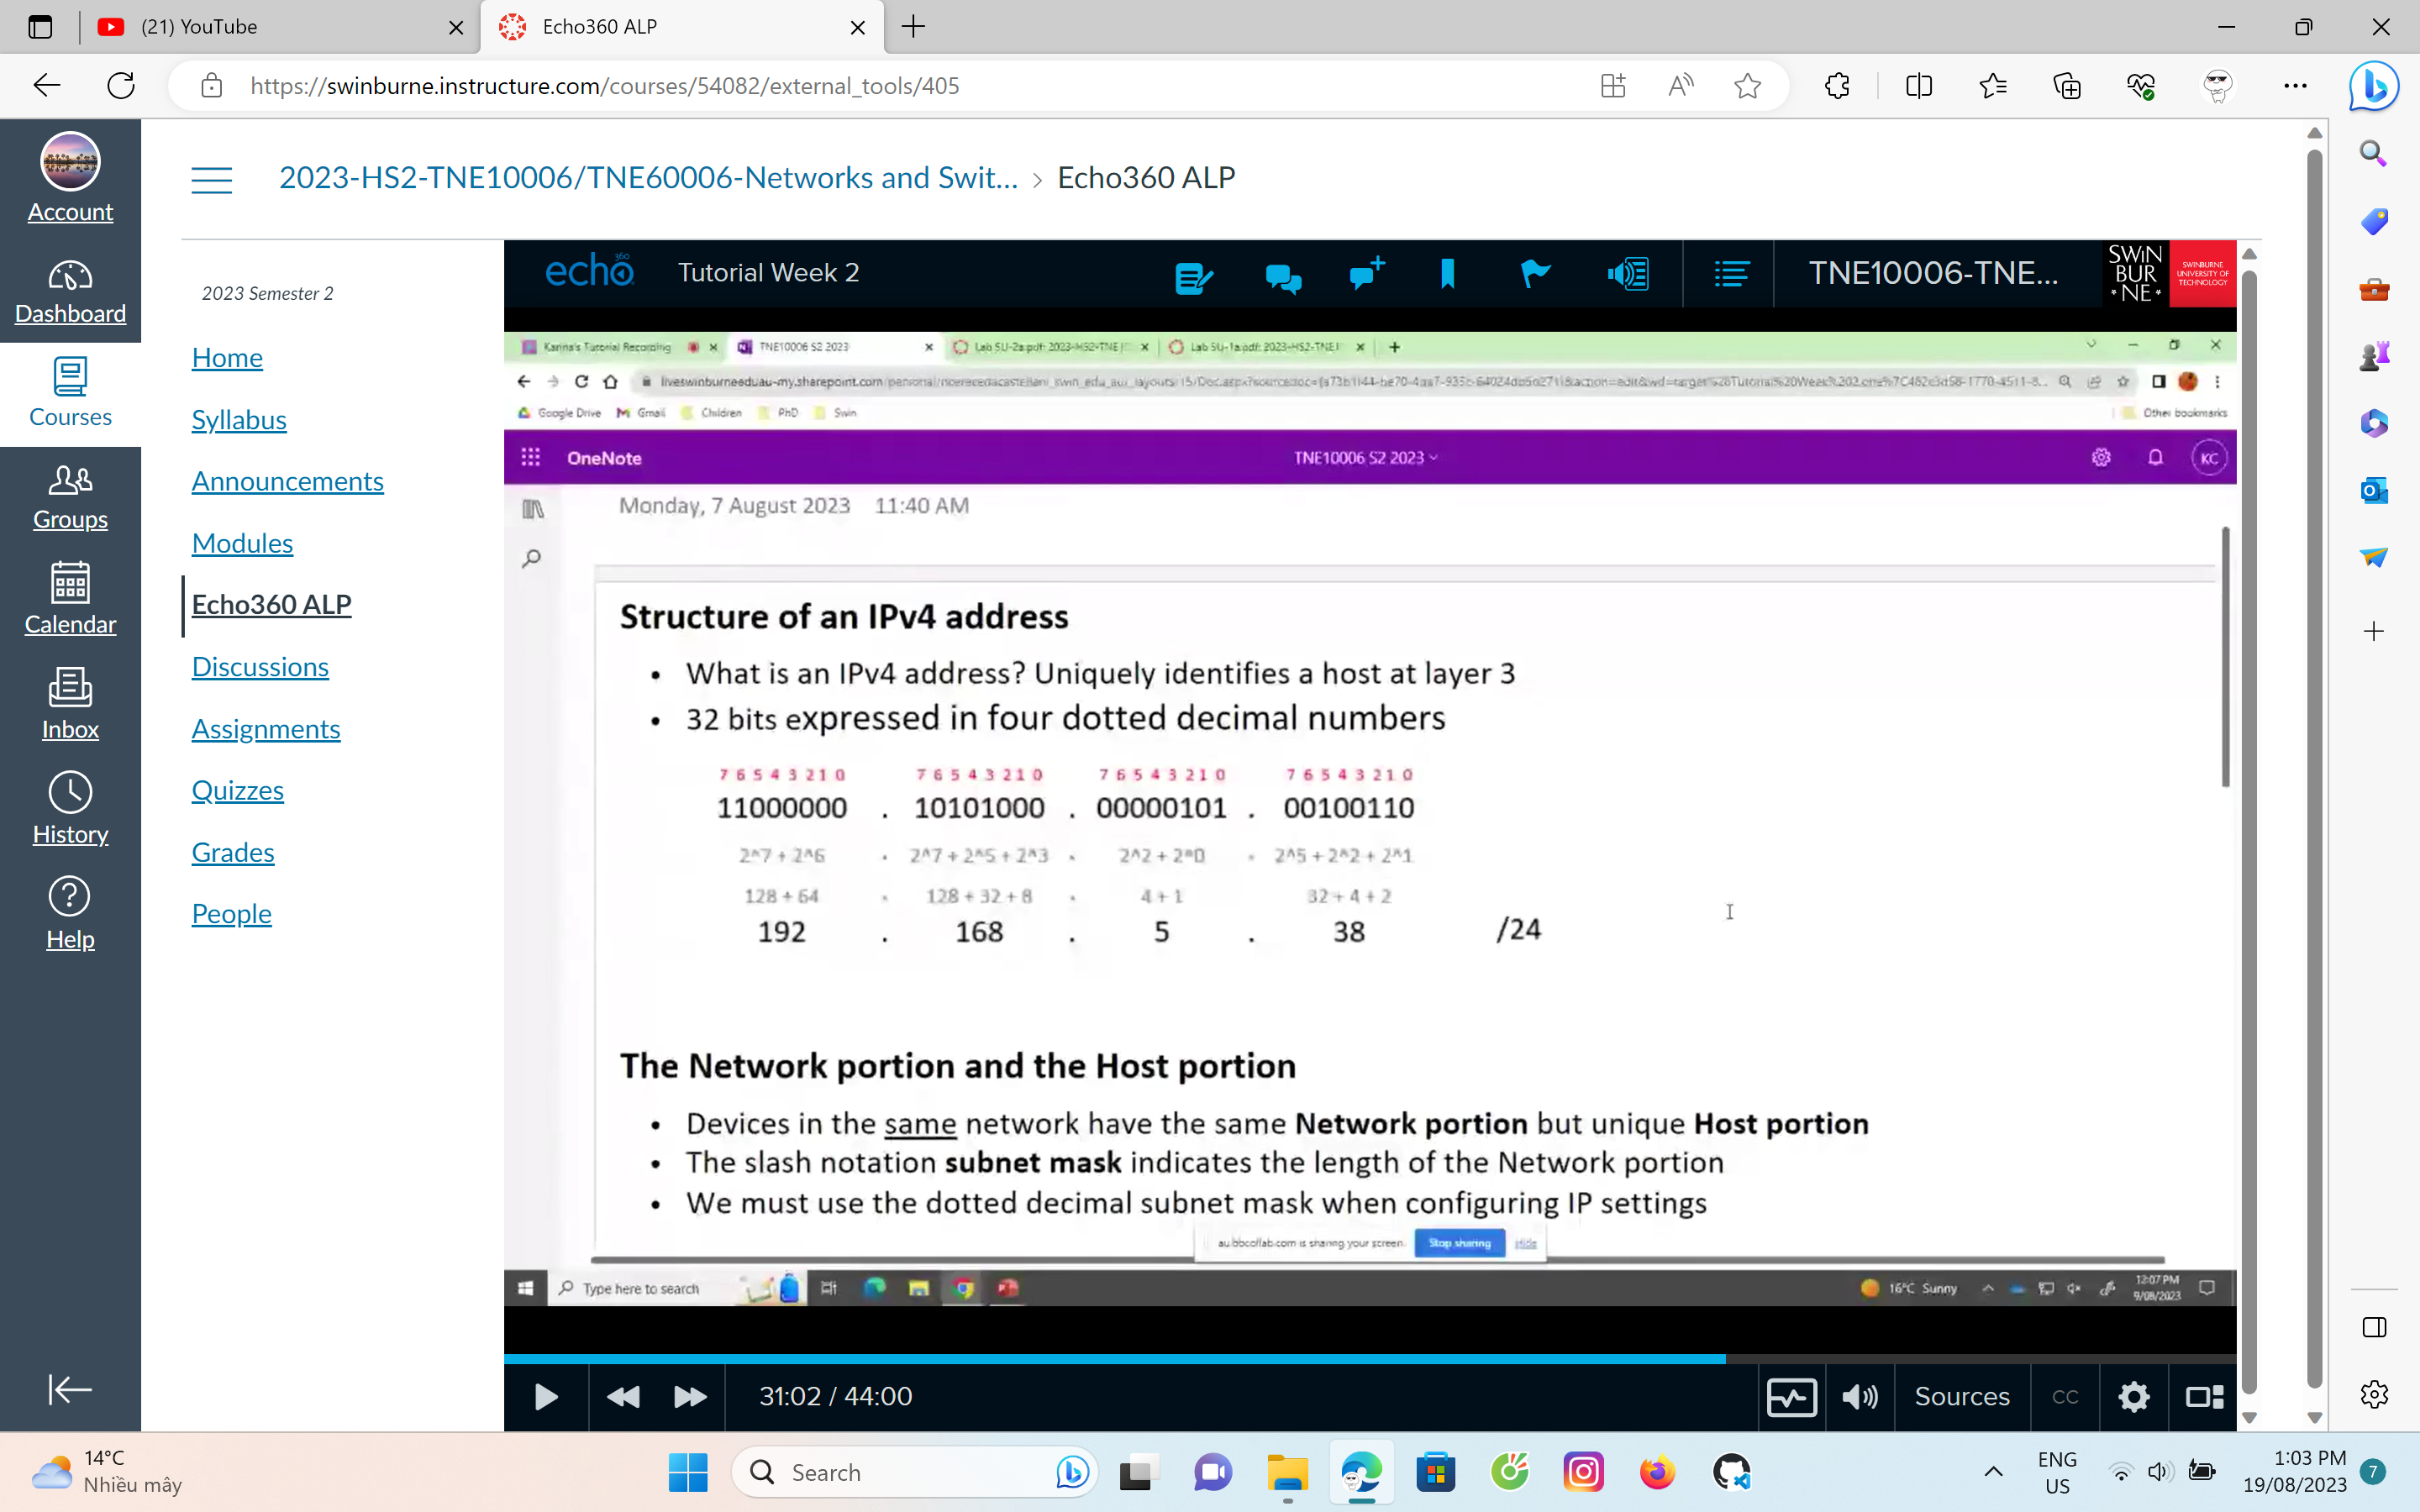 (21) YouTube
Echo360 ALP
https://swinburne.instructure.com/courses/54082/external_tools/405
Account
Dashboard
Courses
Groups
Calendar
Inbox
History
Help
2023-HS2-TNE10006/TNE60006-Networks and Swit... › Echo360 ALP
2023 Semester 2
Home
Syllabus
Announcements
Modules
Echo360 ALP
Discussions
Assignments
Quizzes
Grades
People
echo 360
Tutorial Week 2
TNE10006-TNE...
SWIN
BUR
*NE*
SWINBURNE
UNIVERSITY OF
TECHNOLOGY
Karina's Tutorial Recording
TNE10006 S2 2023
Lab 5U-2a.pdf: 2023-HS2-TNE1
Lab 5U-1a.pdf: 2023-HS2-TNE1
Google Drive
Gmail
Children
PhD
Swin
Other bookmarks
OneNote
TNE10006 S2 2023
KC
Monday, 7 August 2023 11:40 AM
Structure of an IPv4 address
• What is an IPv4 address? Uniquely identifies a host at layer 3
• 32 bits expressed in four dotted decimal numbers
7 6 5 4 3 2 1 0 7 6 5 4 3 2 1 0 7 6 5 4 3 2 1 0 7 6 5 4 3 2 1 0
11000000 . 10101000 . 00000101 . 00100110
2^7 + 2^6 . 2^7 + 2^5 + 2^3 . 2^2 + 2^0 . 2^5 + 2^2 + 2^1
128 + 64 . 128 + 32 + 8 . 4 + 1 32 + 4 + 2
192 . 168 . 5 . 38 /24
The Network portion and the Host portion
• Devices in the same network have the same Network portion but unique Host portion
• The slash notation subnet mask indicates the length of the Network portion
• We must use the dotted decimal subnet mask when configuring IP settings
au.bbcollab.com is sharing your screen.
Stop sharing
Hide
Type here to search
16°C Sunny
12:07 PM
9/08/2023
31:02 / 44:00
Sources
CC
14°C
Nhiều mây
Search
ENG
US
1:03 PM
19/08/2023
7